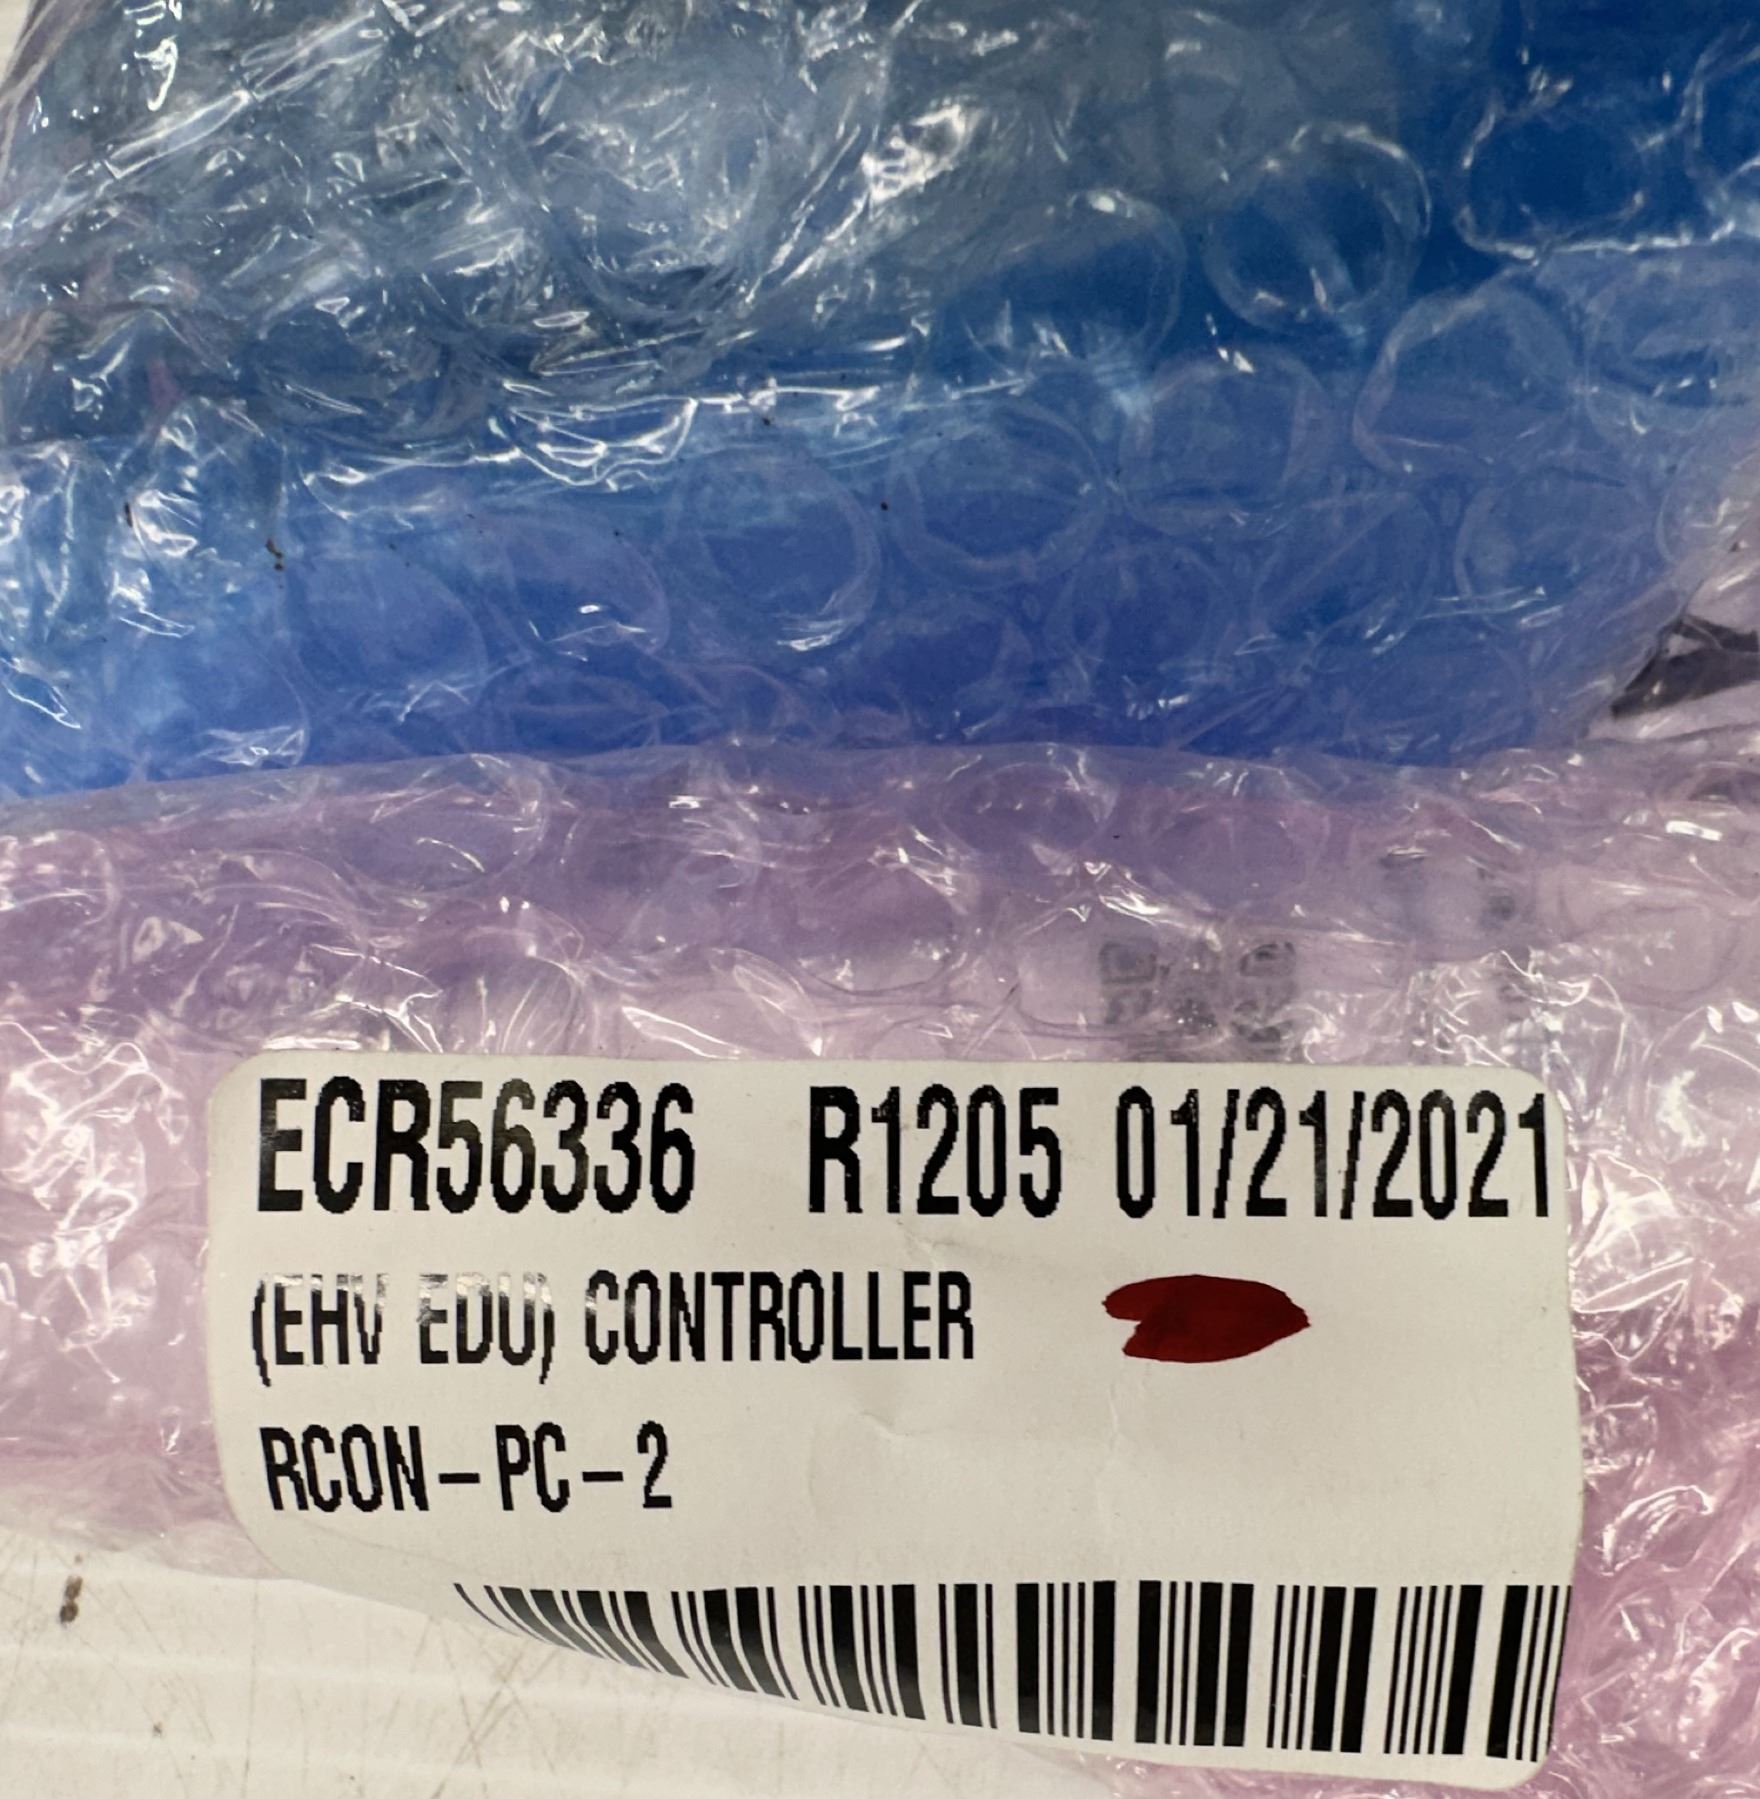 ECR56336 R1205 01/21/2021
(EHV EDU) CONTROLLER
RCON-PC-2